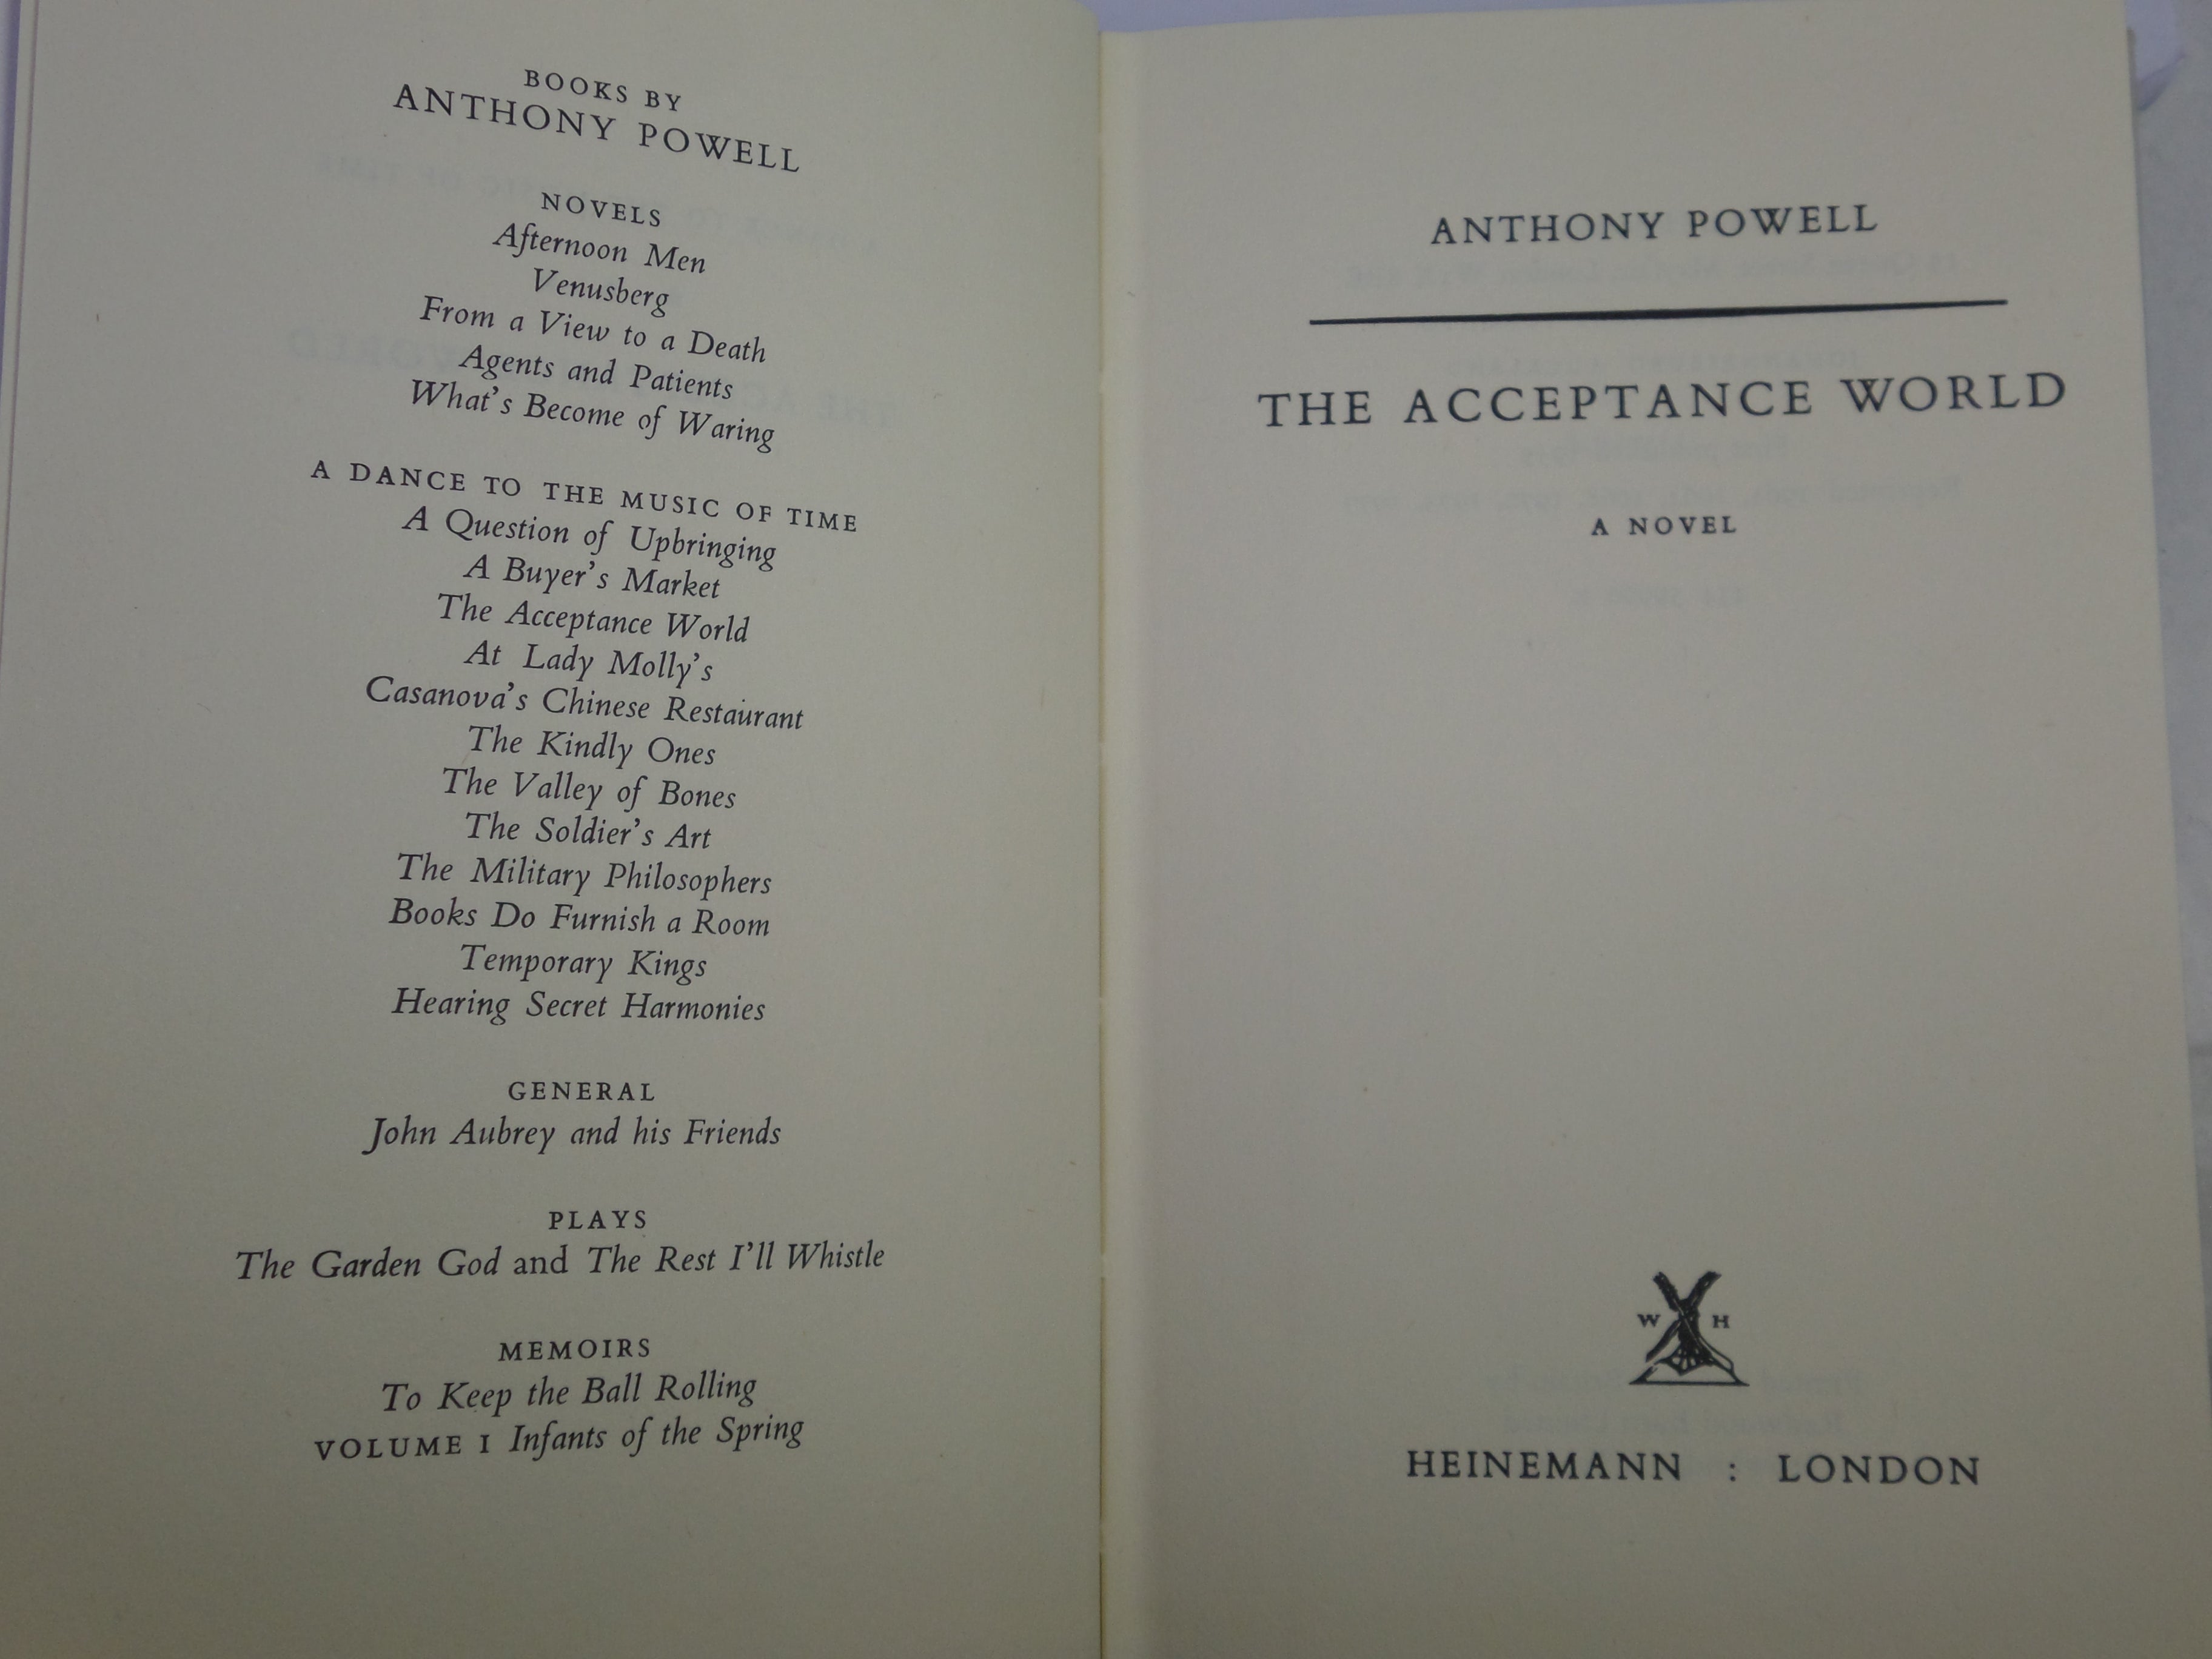 BOOKS BY
ANTHONY POWELL
NOVELS
Afternoon Men
Venusberg
From a View to a Death
Agents and Patients
What's Become of Waring
A DANCE TO THE MUSIC OF TIME
A Question of Upbringing
A Buyer's Market
The Acceptance World
At Lady Molly's
Casanova's Chinese Restaurant
The Kindly Ones
The Valley of Bones
The Soldier's Art
The Military Philosophers
Books Do Furnish a Room
Temporary Kings
Hearing Secret Harmonies
GENERAL
John Aubrey and his Friends
PLAYS
The Garden God and The Rest I'll Whistle
MEMOIRS
To Keep the Ball Rolling
VOLUME I Infants of the Spring
ANTHONY POWELL
THE ACCEPTANCE WORLD
A NOVEL
W H
HEINEMANN : LONDON